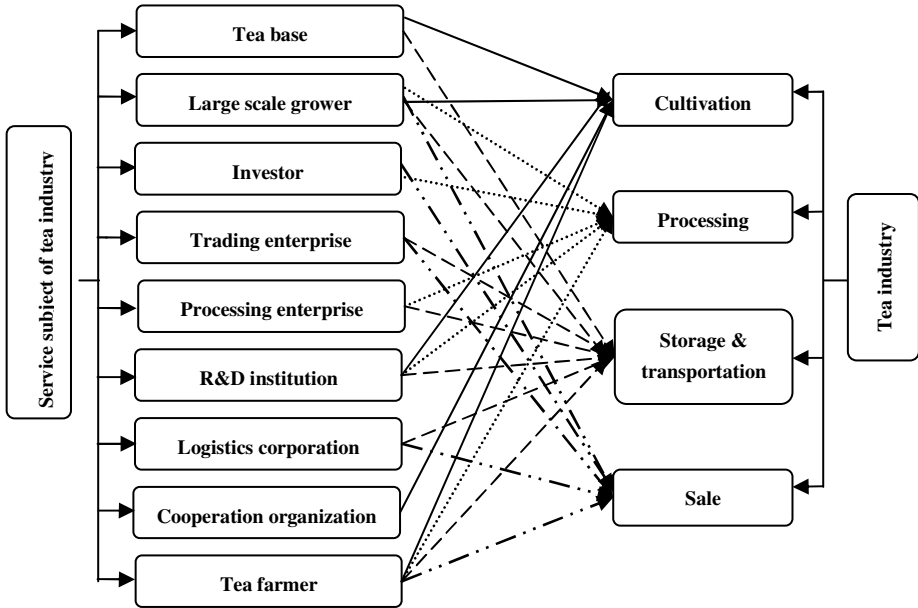 Service subject of tea industry
Tea base
Large scale grower
Investor
Trading enterprise
Processing enterprise
R&D institution
Logistics corporation
Cooperation organization
Tea farmer
Cultivation
Processing
Storage &
transportation
Sale
Tea industry